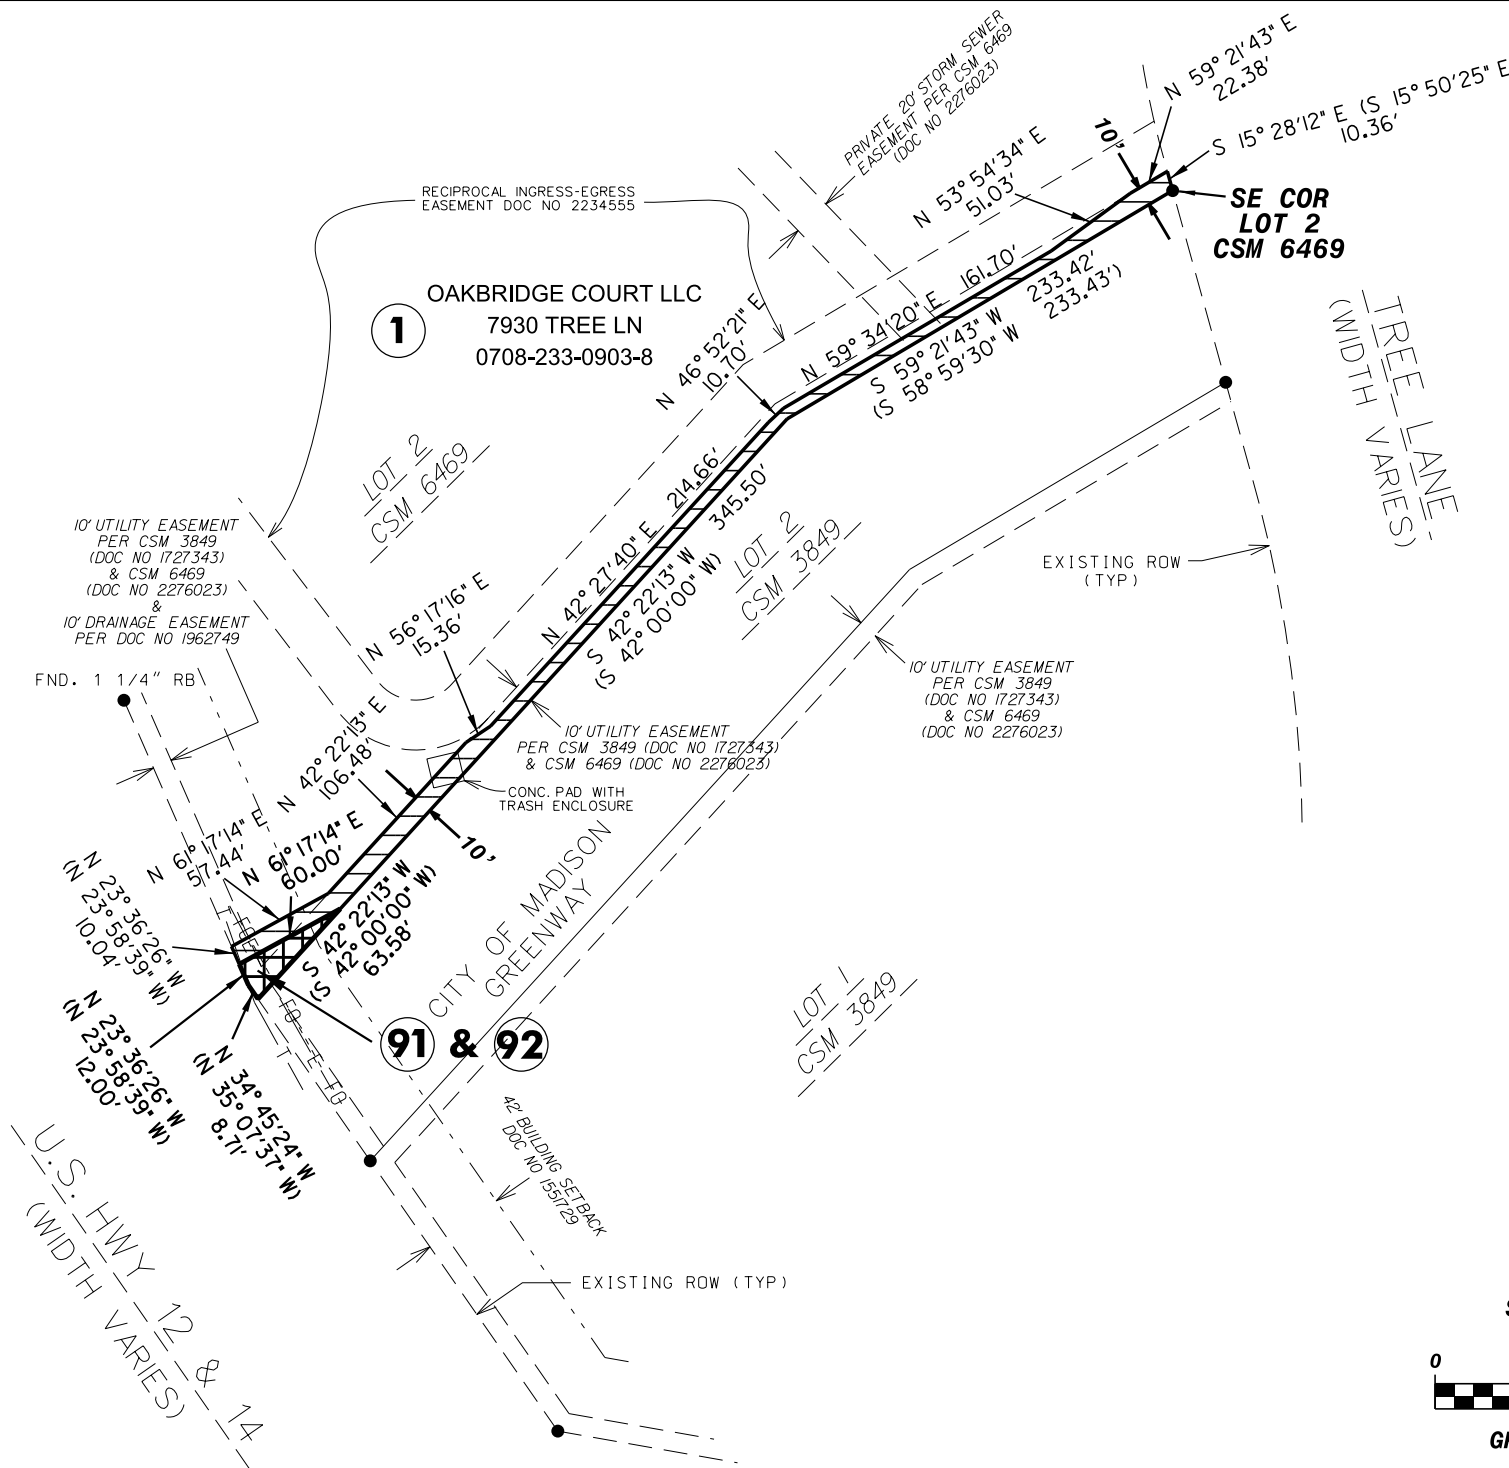 PRIVATE 20' STORM SEWER
EASEMENT PER CSM 6469
(DOC NO 2276023)
N 59° 21'43" E
22.38'
S 15° 28'12" E (S 15° 50'25" E
10.36'
10'
N 53° 54'34" E
51.03'
SE COR
LOT 2
CSM 6469
RECIPROCAL INGRESS-EGRESS
EASEMENT DOC NO 2234555
1
OAKBRIDGE COURT LLC
7930 TREE LN
0708-233-0903-8
N 59° 34'20" E 161.70'
S 59° 21'43" W 233.42'
(S 58° 59'30" W 233.43')
TREE LANE
(WIDTH VARIES)
N 46° 52'21" E
10.70'
LOT 2
CSM 6469
N 42° 27'40" E 214.66'
S 42° 22'13" W 345.50'
(S 42° 00'00" W)
LOT 2
CSM 3849
EXISTING ROW
(TYP)
10' UTILITY EASEMENT
PER CSM 3849
(DOC NO 1727343)
& CSM 6469
(DOC NO 2276023)
&
10' DRAINAGE EASEMENT
PER DOC NO 1962749
N 56° 17'16" E
15.36'
FND. 1 1/4" RB
10' UTILITY EASEMENT
PER CSM 3849
(DOC NO 1727343)
& CSM 6469
(DOC NO 2276023)
10' UTILITY EASEMENT
PER CSM 3849 (DOC NO 1727343)
& CSM 6469 (DOC NO 2276023)
N 42° 22'13" E
106.48'
CONC. PAD WITH
TRASH ENCLOSURE
10'
N 61° 17'14" E
57.44'
N 61° 17'14" E
60.00'
N 23° 36'26" W
(N 23° 58'39" W)
10.04'
S 42° 22'13" W
(S 42° 00'00" W)
63.58'
CITY OF MADISON
GREENWAY
LOT 1
CSM 3849
N 23° 36'26" W
(N 23° 58'39" W)
12.00'
91 & 92
N 34° 45'24" W
(N 35° 07'37" W)
8.71'
T
FO
E
FO
T
42' BUILDING SETBACK
DOC NO 1551729
U.S. HWY 12 & 14
(WIDTH VARIES)
EXISTING ROW (TYP)
0